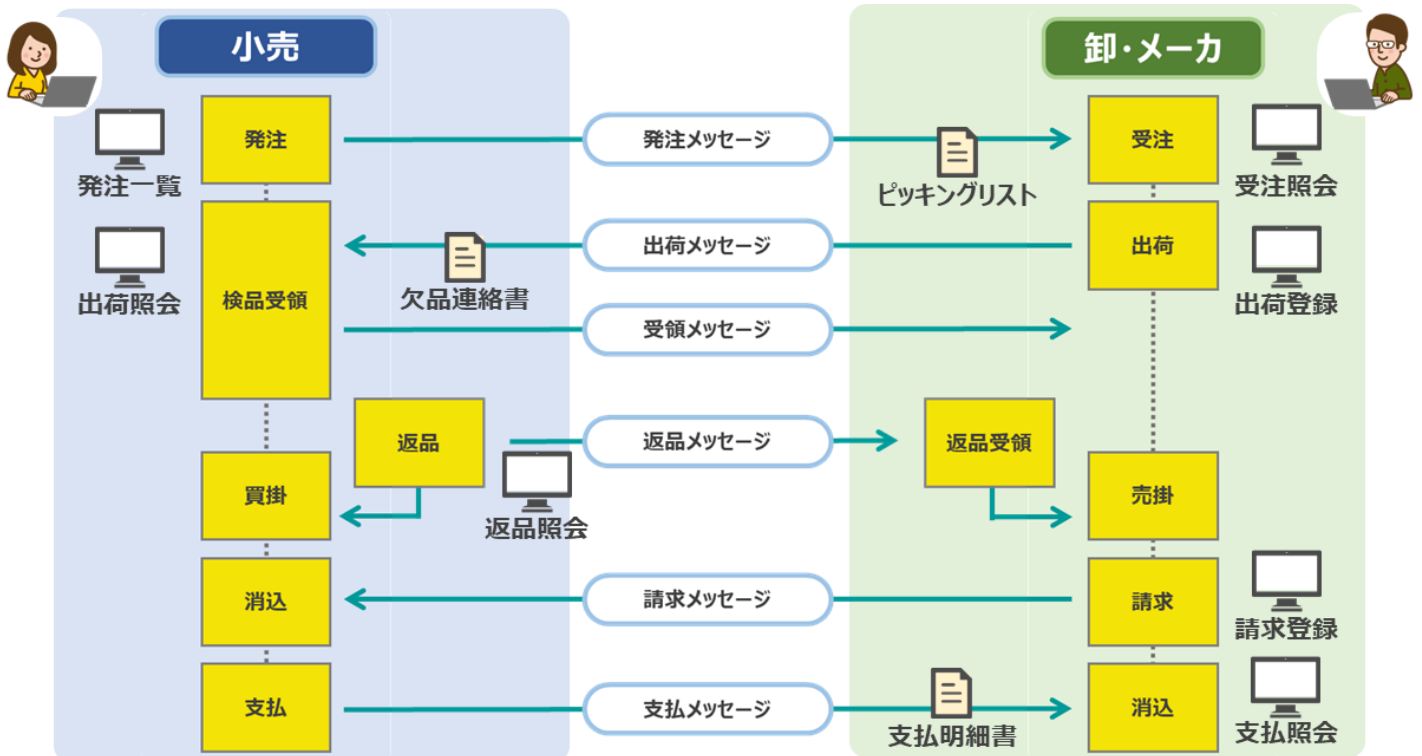 小売
卸・メーカ
発注
発注メッセージ
受注
発注一覧
ピッキングリスト
受注照会
出荷メッセージ
出荷
出荷照会
検品受領
欠品連絡書
出荷登録
受領メッセージ
返品
返品メッセージ
返品受領
買掛
返品照会
売掛
消込
請求メッセージ
請求
請求登録
支払
支払メッセージ
支払明細書
消込
支払照会